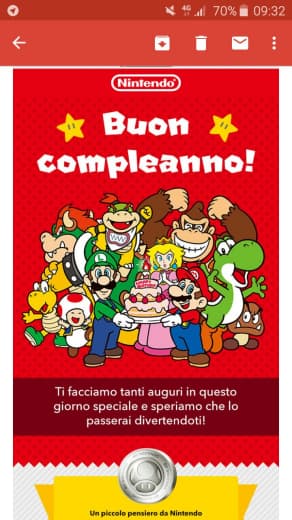 4G 70% 09:32
Nintendo
Buon
compleanno!
Ti facciamo tanti auguri in questo
giorno speciale e speriamo che lo
passerai divertendoti!
Un piccolo pensiero da Nintendo